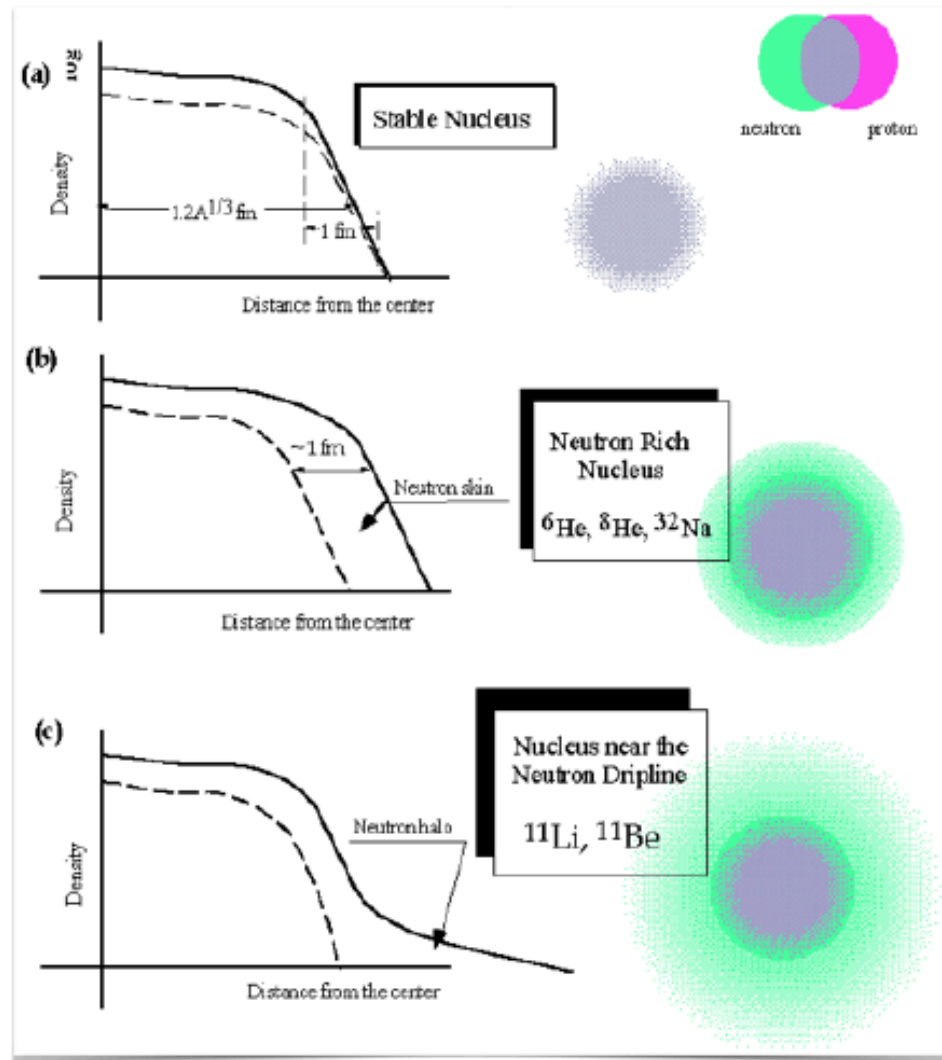 (a)
log
Density
Stable Nucleus
neutron
proton
1.2A1/3 fm
1 fm
Distance from the center
(b)
Density
~1 fm
Neutron skin
Neutron Rich
Nucleus
6He, 8He, 32Na
Distance from the center
(c)
Density
Nucleus near the
Neutron Dripline
11Li, 11Be
Neutron halo
Distance from the center